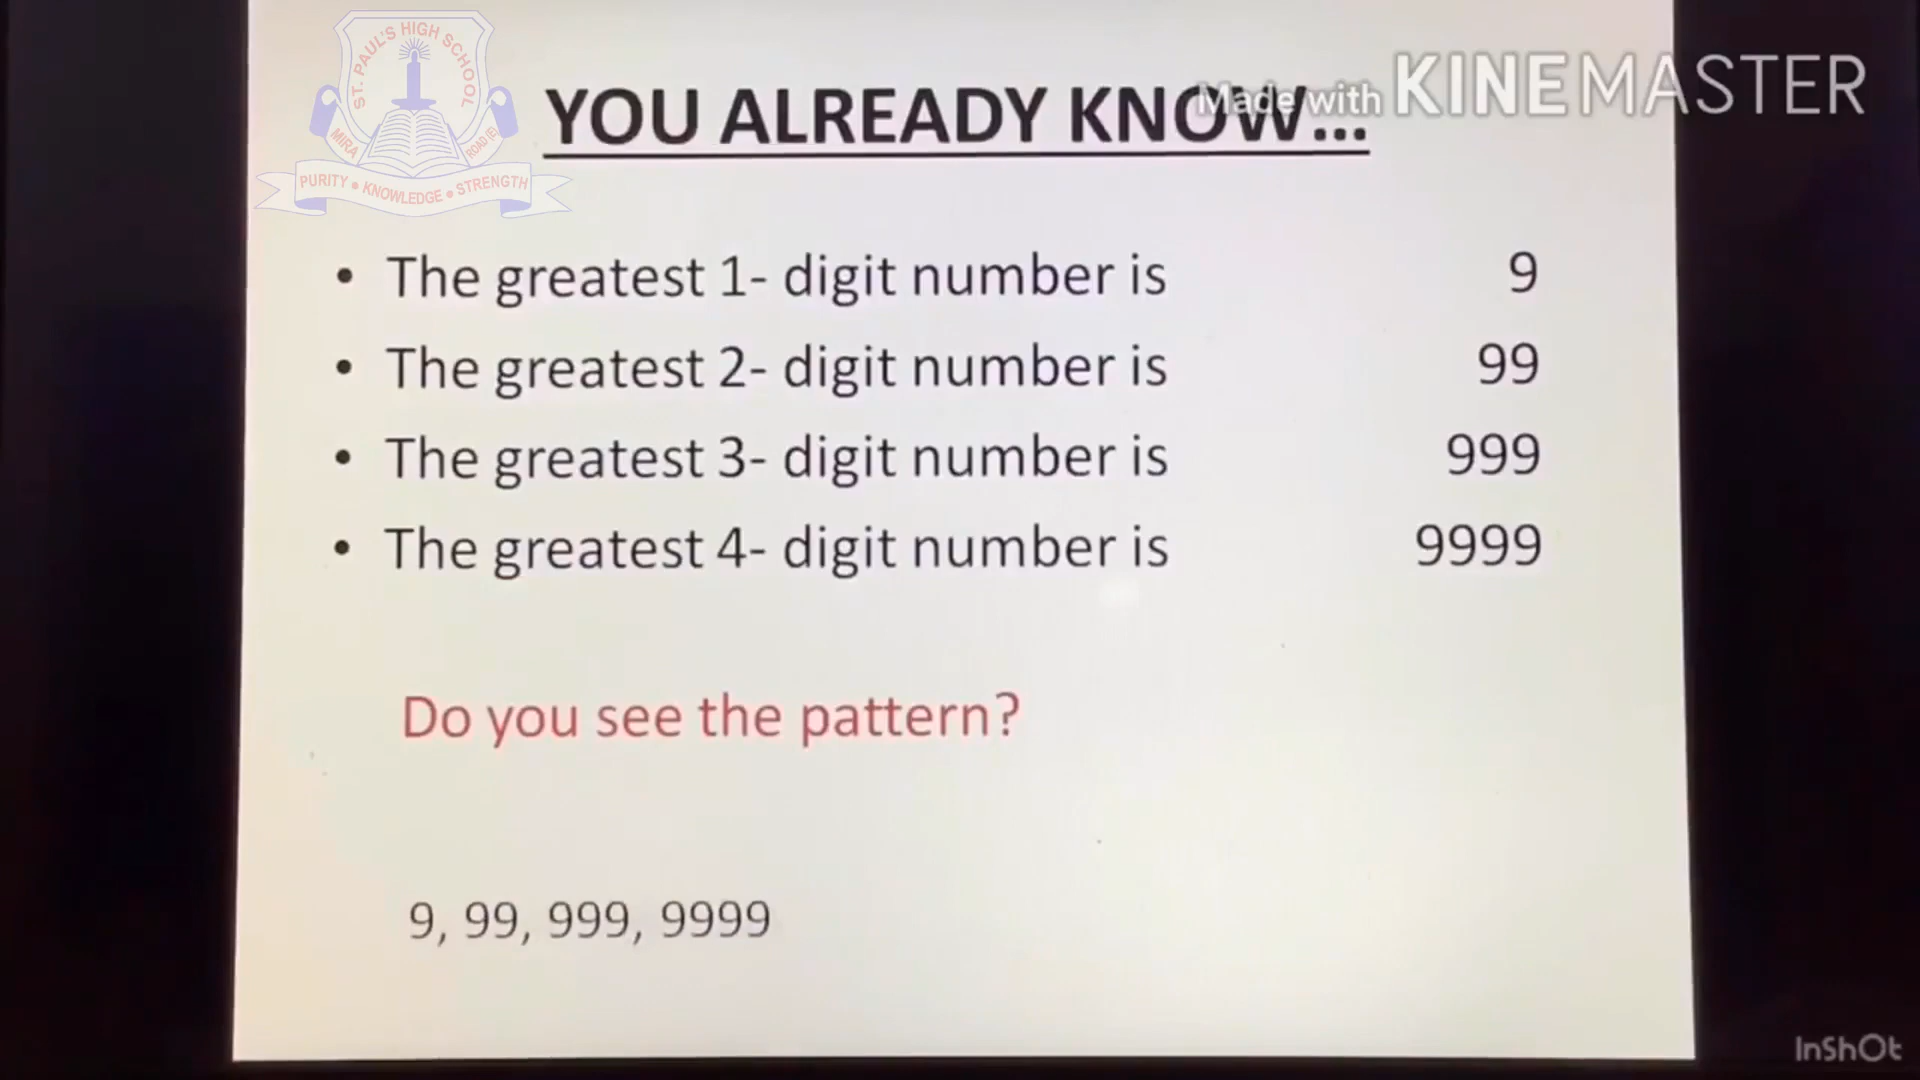 ST. PAUL'S HIGH SCHOOL
MIRA ROAD (E)
PURITY • KNOWLEDGE • STRENGTH
Made with KINEMASTER
YOU ALREADY KNOW...
• The greatest 1- digit number is 9
• The greatest 2- digit number is 99
• The greatest 3- digit number is 999
• The greatest 4- digit number is 9999
Do you see the pattern?
9, 99, 999, 9999
InShOt